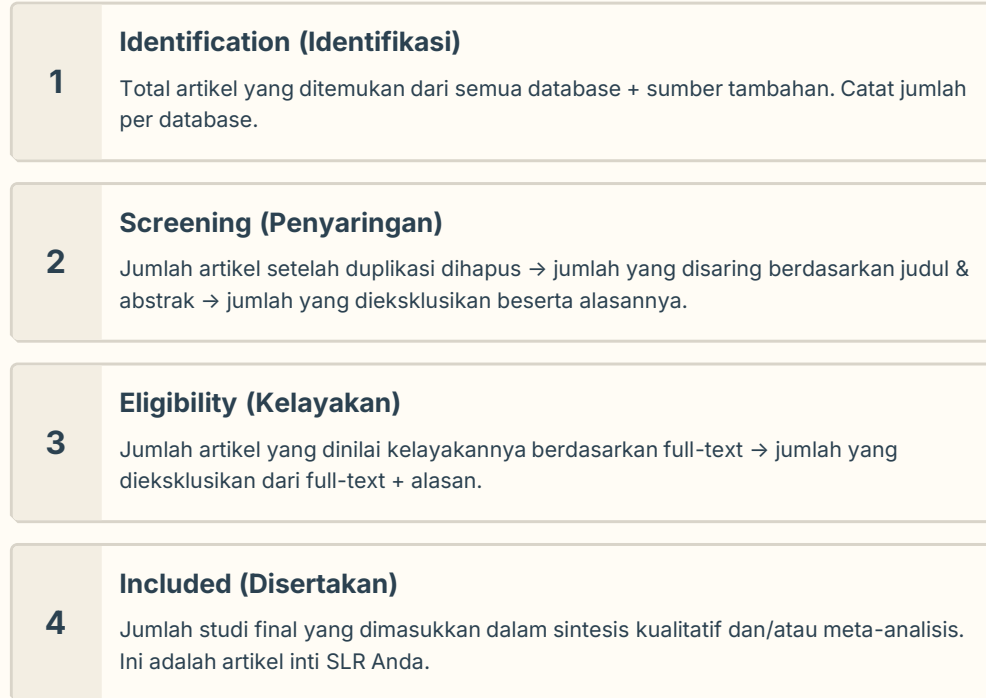 1
Identification (Identifikasi)
Total artikel yang ditemukan dari semua database + sumber tambahan. Catat jumlah
per database.
2
Screening (Penyaringan)
Jumlah artikel setelah duplikasi dihapus → jumlah yang disaring berdasarkan judul &
abstrak → jumlah yang dieksklusikan beserta alasannya.
3
Eligibility (Kelayakan)
Jumlah artikel yang dinilai kelayakannya berdasarkan full-text → jumlah yang
dieksklusikan dari full-text + alasan.
4
Included (Disertakan)
Jumlah studi final yang dimasukkan dalam sintesis kualitatif dan/atau meta-analisis.
Ini adalah artikel inti SLR Anda.